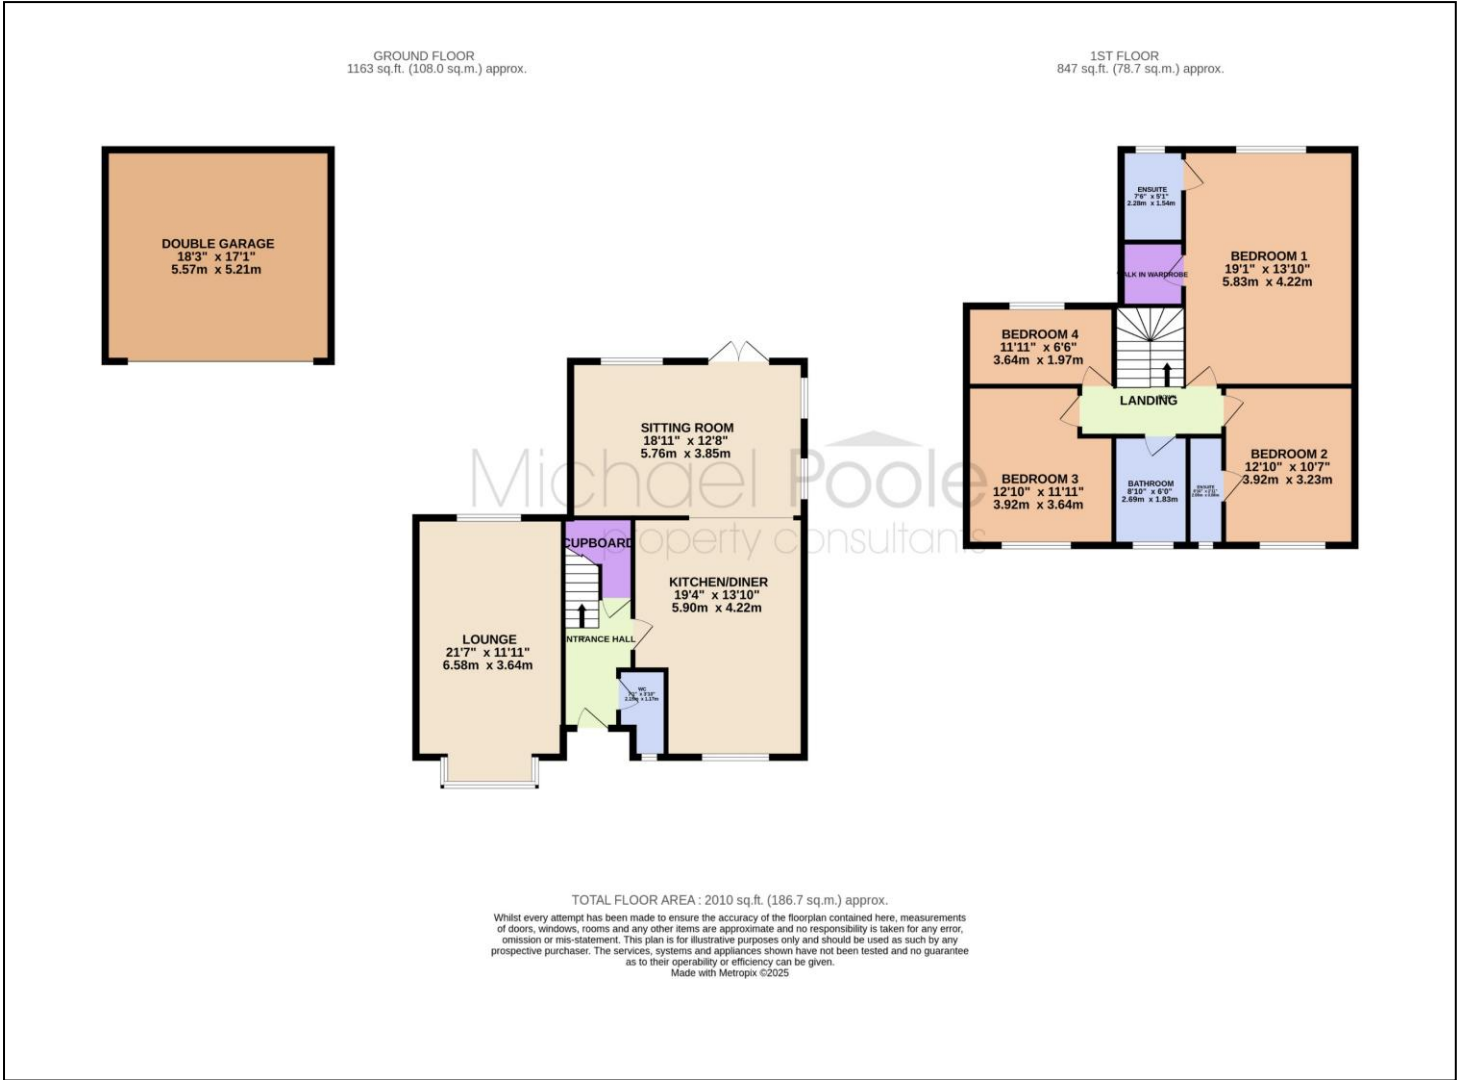 GROUND FLOOR
1163 sq.ft. (108.0 sq.m.) approx.
1ST FLOOR
847 sq.ft. (78.7 sq.m.) approx.
DOUBLE GARAGE
18'3" x 17'1"
5.57m x 5.21m
ENSUITE
7'6" x 5'1"
2.28m x 1.54m
BEDROOM 1
19'1" x 13'10"
5.83m x 4.22m
ALK IN WARDROBE
BEDROOM 4
11'11" x 6'6"
3.64m x 1.97m
LANDING
SITTING ROOM
18'11" x 12'8"
5.76m x 3.85m
BEDROOM 3
12'10" x 11'11"
3.92m x 3.64m
BATHROOM
8'10" x 6'0"
2.69m x 1.83m
ENSUITE
BEDROOM 2
12'10" x 10'7"
3.92m x 3.23m
Michael Poole
property consultants
CUPBOARD
KITCHEN/DINER
19'4" x 13'10"
5.90m x 4.22m
LOUNGE
21'7" x 11'11"
6.58m x 3.64m
NTRANCE HALL
WC
TOTAL FLOOR AREA : 2010 sq.ft. (186.7 sq.m.) approx.
Whilst every attempt has been made to ensure the accuracy of the floorplan contained here, measurements
of doors, windows, rooms and any other items are approximate and no responsibility is taken for any error,
omission or mis-statement. This plan is for illustrative purposes only and should be used as such by any
prospective purchaser. The services, systems and appliances shown have not been tested and no guarantee
as to their operability or efficiency can be given.
Made with Metropix ©2025